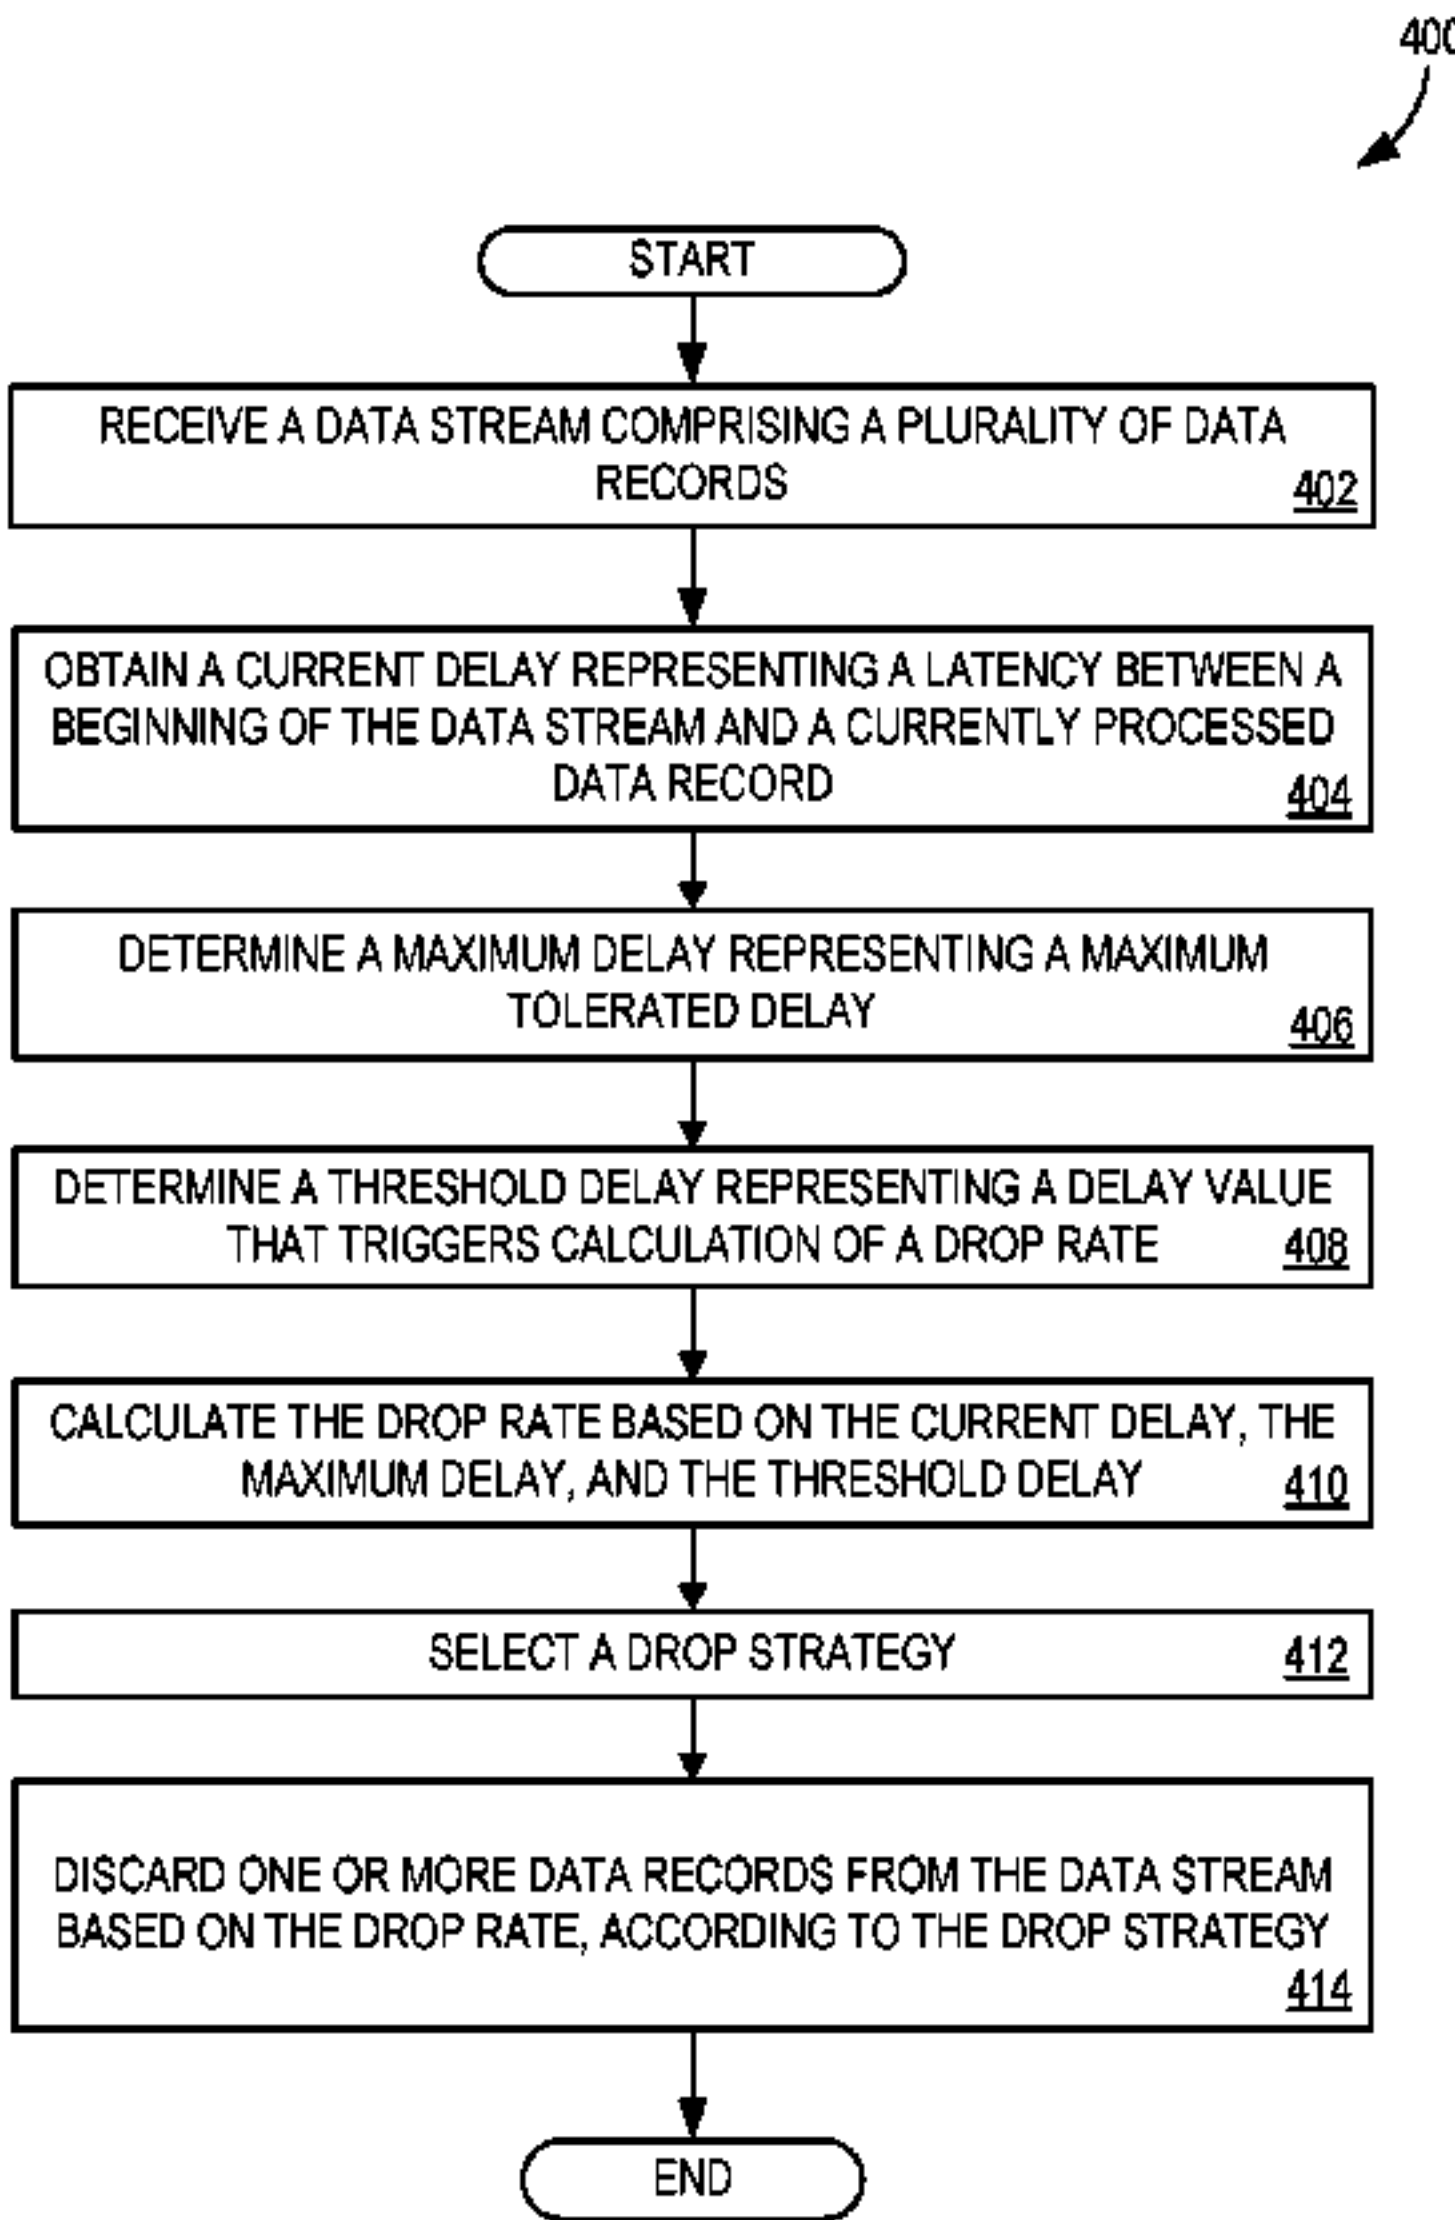 400
START
RECEIVE A DATA STREAM COMPRISING A PLURALITY OF DATA
RECORDS
402
OBTAIN A CURRENT DELAY REPRESENTING A LATENCY BETWEEN A
BEGINNING OF THE DATA STREAM AND A CURRENTLY PROCESSED
DATA RECORD
404
DETERMINE A MAXIMUM DELAY REPRESENTING A MAXIMUM
TOLERATED DELAY
406
DETERMINE A THRESHOLD DELAY REPRESENTING A DELAY VALUE
THAT TRIGGERS CALCULATION OF A DROP RATE
408
CALCULATE THE DROP RATE BASED ON THE CURRENT DELAY, THE
MAXIMUM DELAY, AND THE THRESHOLD DELAY
410
SELECT A DROP STRATEGY
412
DISCARD ONE OR MORE DATA RECORDS FROM THE DATA STREAM
BASED ON THE DROP RATE, ACCORDING TO THE DROP STRATEGY
414
END